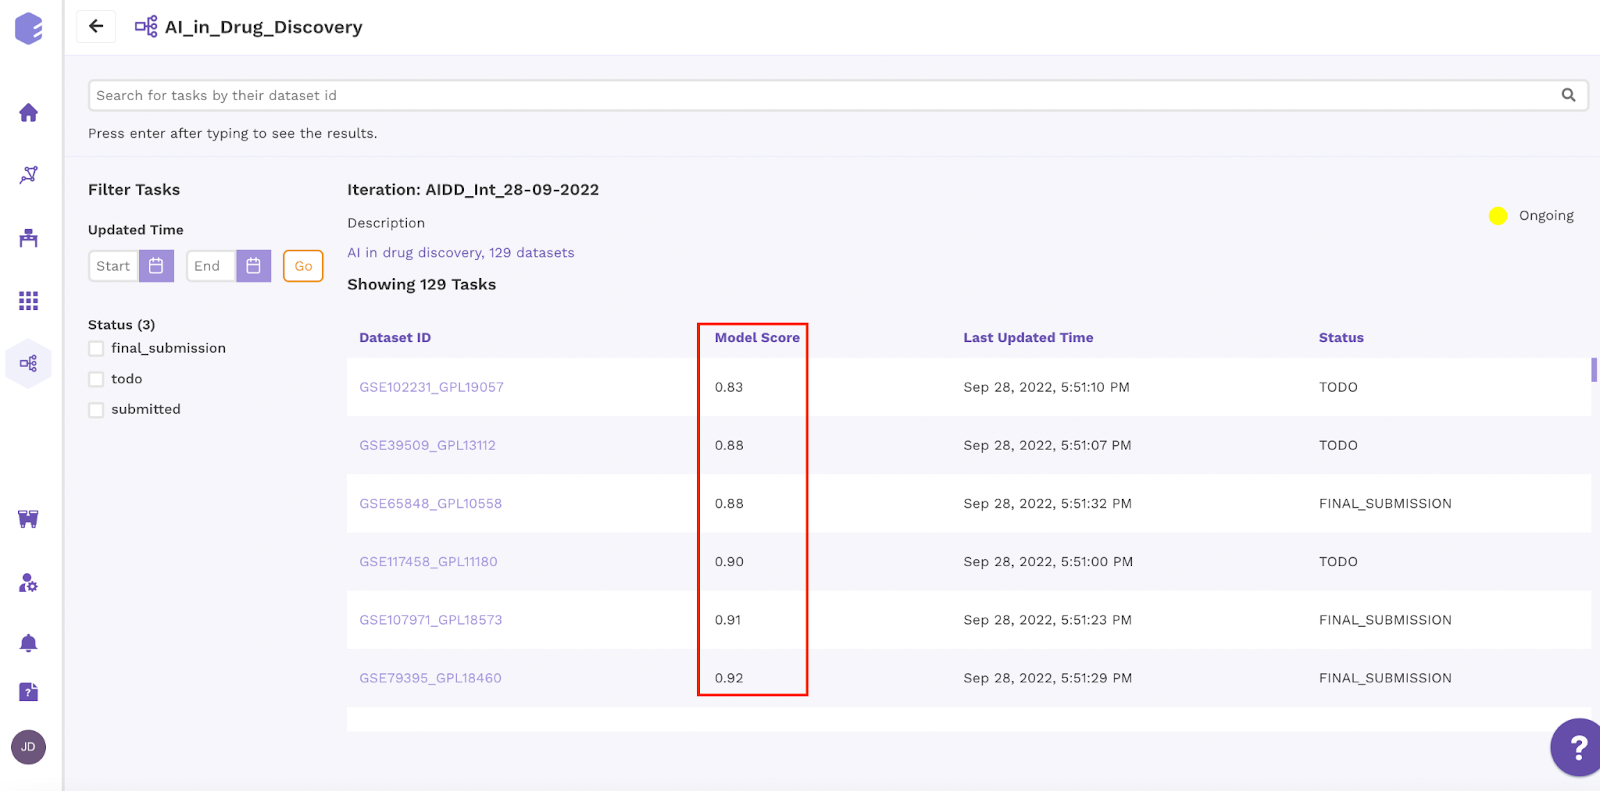 AI_in_Drug_Discovery
Search for tasks by their dataset id
Press enter after typing to see the results.
Filter Tasks
Updated Time
Start
End
Go
Status (3)
final_submission
todo
submitted
Iteration: AIDD_Int_28-09-2022
Description
AI in drug discovery, 129 datasets
Showing 129 Tasks
Ongoing
Dataset ID Model Score Last Updated Time Status
GSE102231_GPL19057 0.83 Sep 28, 2022, 5:51:10 PM TODO
GSE39509_GPL13112 0.88 Sep 28, 2022, 5:51:07 PM TODO
GSE65848_GPL10558 0.88 Sep 28, 2022, 5:51:32 PM FINAL_SUBMISSION
GSE117458_GPL11180 0.90 Sep 28, 2022, 5:51:00 PM TODO
GSE107971_GPL18573 0.91 Sep 28, 2022, 5:51:23 PM FINAL_SUBMISSION
GSE79395_GPL18460 0.92 Sep 28, 2022, 5:51:29 PM FINAL_SUBMISSION
?
JD
?